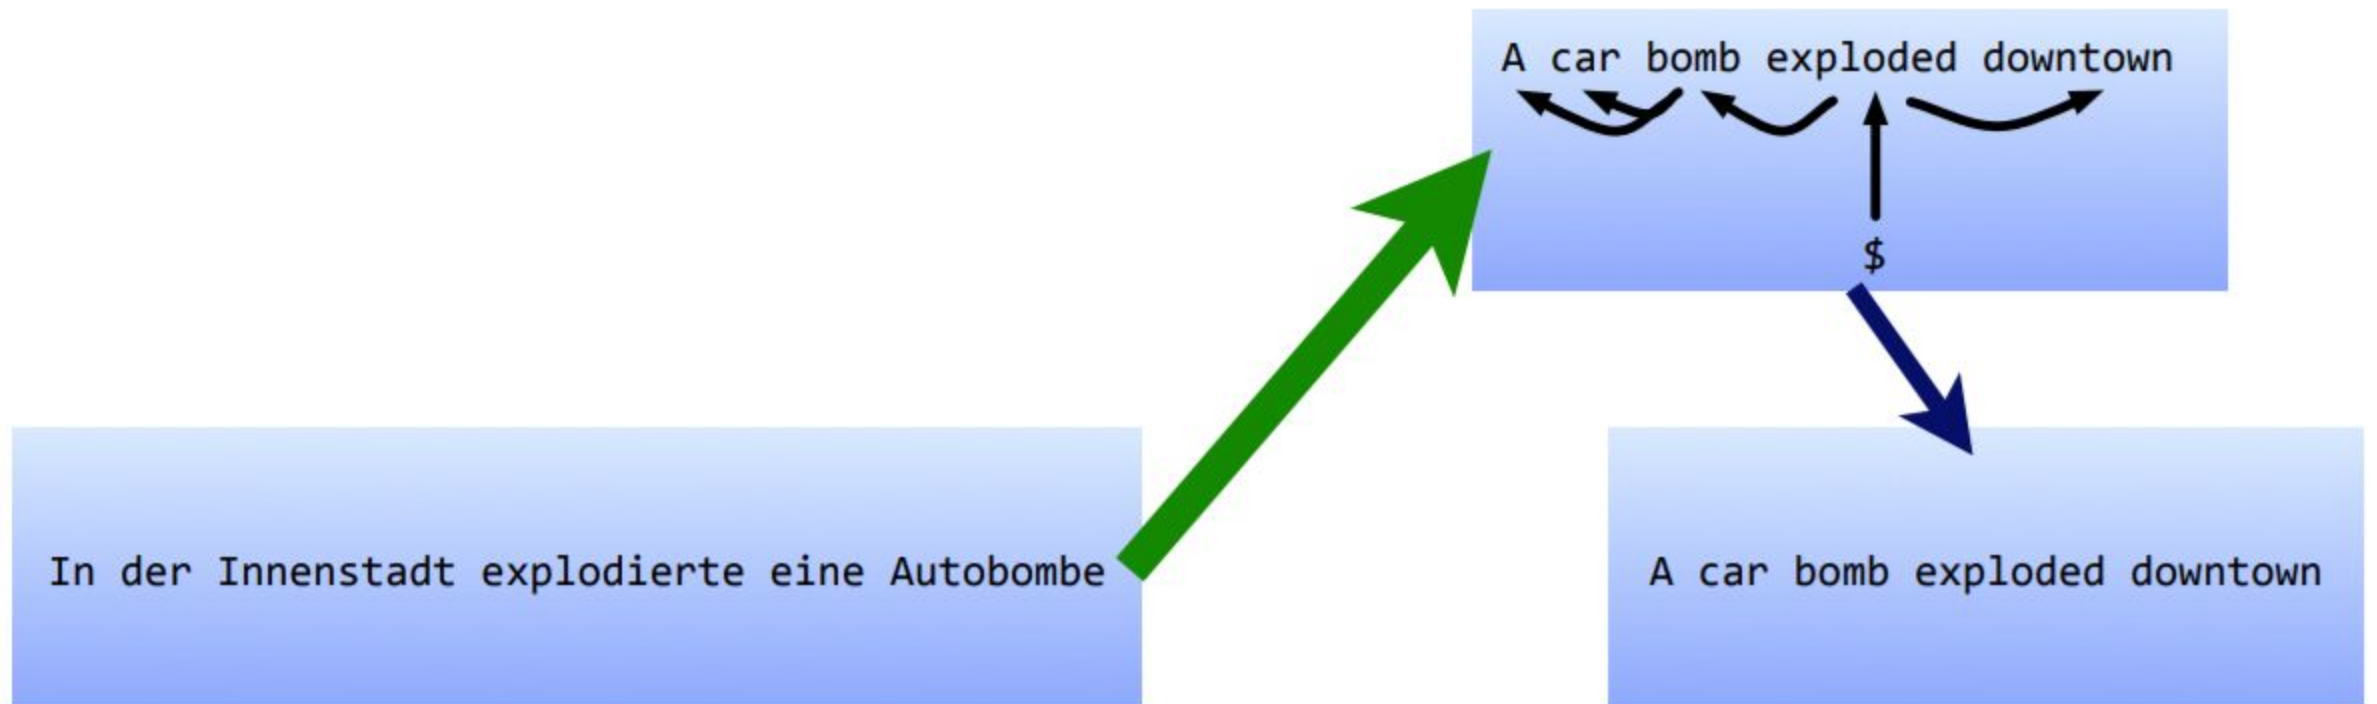 A car bomb exploded downtown
$
In der Innenstadt explodierte eine Autobombe
A car bomb exploded downtown